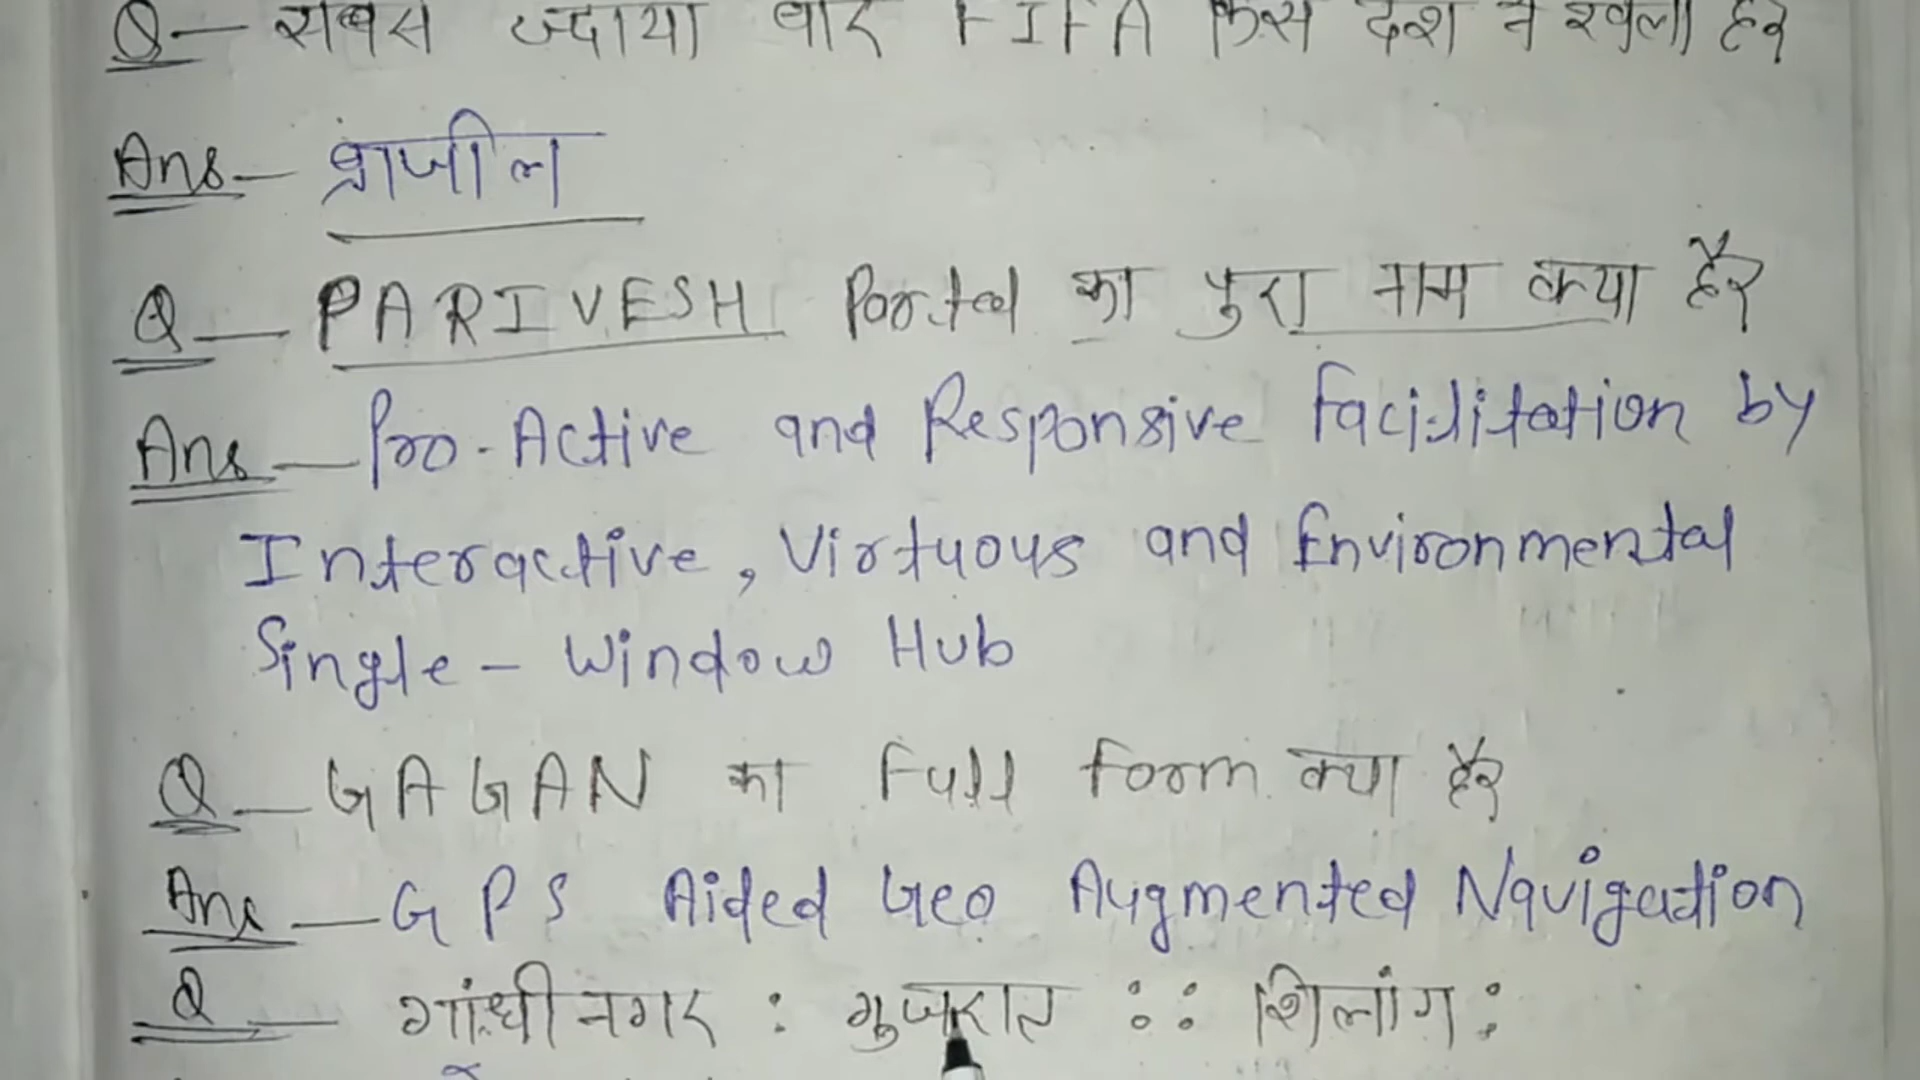 Q- सबसे ज्दाया बार FIFA किस देश ने खेला है?
Ans- ब्राजील
Q- PARIVESH Portal का पुरा नाम क्या है?
Ans- Pro-Active and Responsive facilitation by
Interactive, Virtuous and Environmental
Single-Window Hub
Q- GAGAN का Full form क्या है?
Ans- GPS Aided Geo Augmented Navigation
Q- गांधीनगर : गुजरात :: शिलांग :